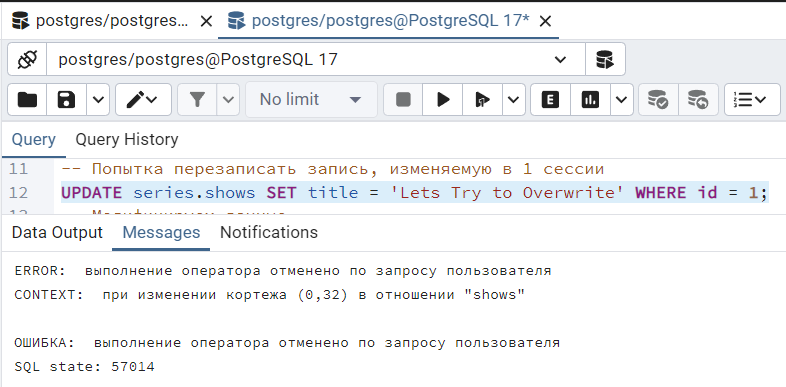 postgres/postgres... postgres/postgres@PostgreSQL 17*
postgres/postgres@PostgreSQL 17
No limit
E
Query Query History
11 -- Попытка перезаписать запись, изменяемую в 1 сессии
12 UPDATE series.shows SET title = 'Lets Try to Overwrite' WHERE id = 1;
Data Output Messages Notifications
ERROR: выполнение оператора отменено по запросу пользователя
CONTEXT: при изменении кортежа (0,32) в отношении "shows"
ОШИБКА: выполнение оператора отменено по запросу пользователя
SQL state: 57014